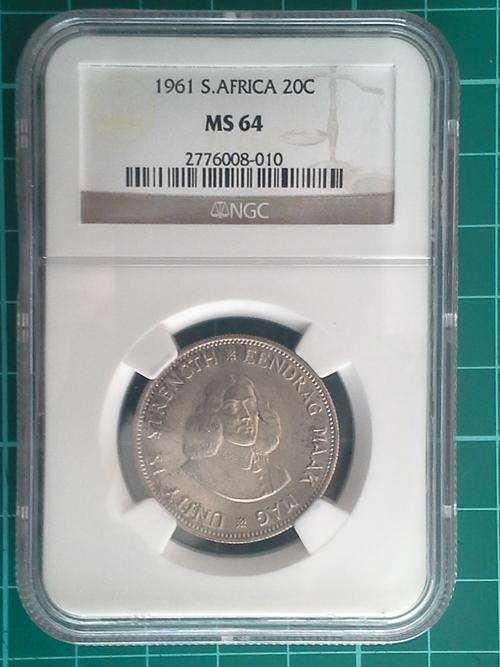 1961 S.AFRICA 20C
MS 64
2776008-010
NGC
UNITY IS STRENGTH ※ EENDRAG MAAK MAG ※